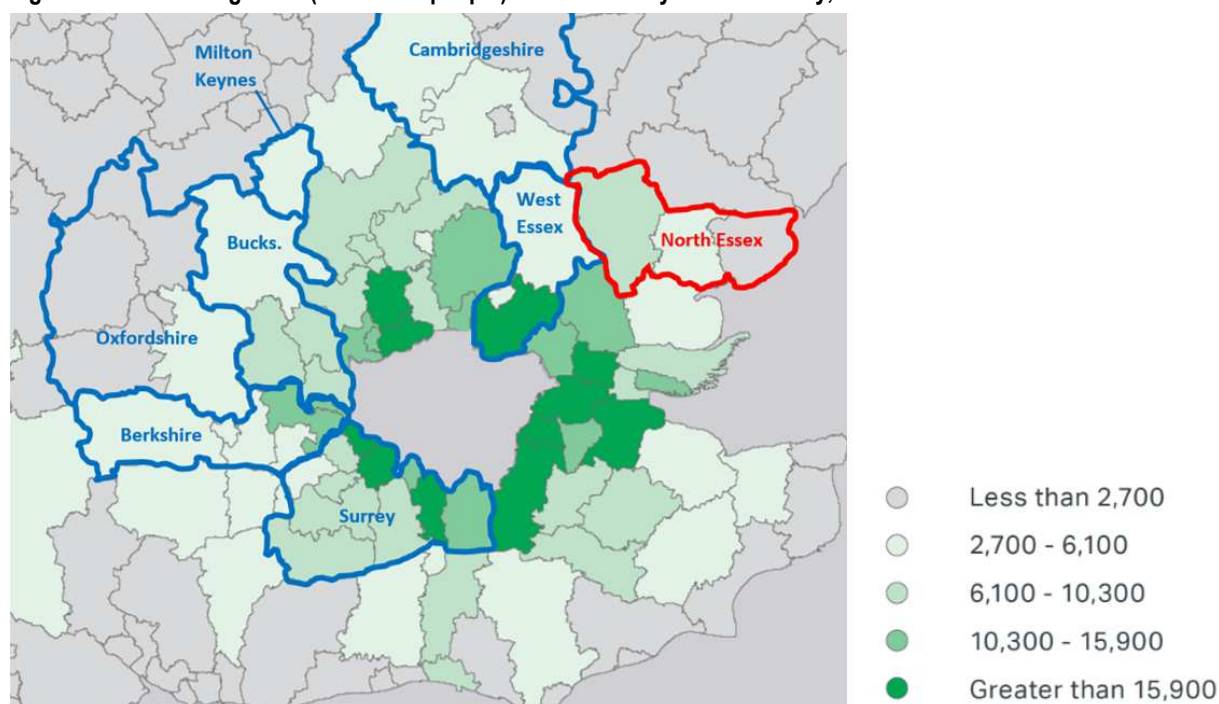 Cambridgeshire
Milton
Keynes
West
Essex
North Essex
Bucks.
Oxfordshire
Berkshire
Surrey
Less than 2,700
2,700 - 6,100
6,100 - 10,300
10,300 - 15,900
Greater than 15,900